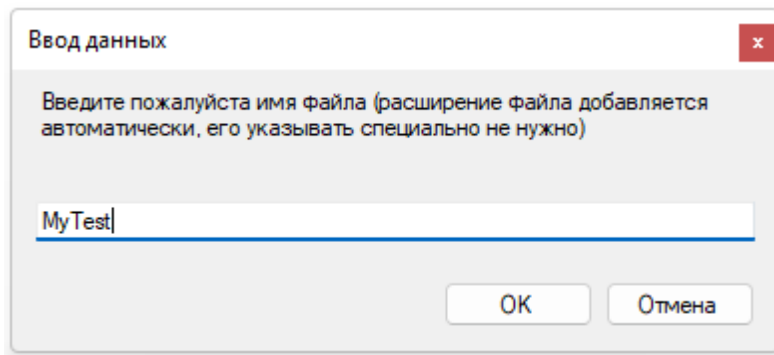 Ввод данных
Введите пожалуйста имя файла (расширение файла добавляется
автоматически, его указывать специально не нужно)
MyTest
OK
Отмена